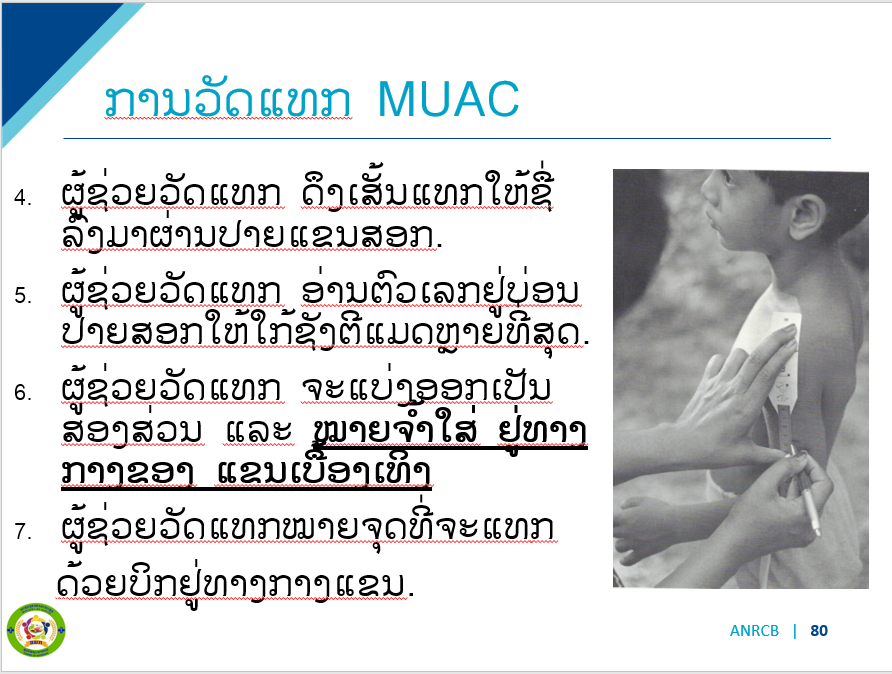 ການວັດແທກ MUAC
4. ຜູ້ຊ່ວຍວັດແທກ ດຶງເສັ້ນແທກໃຫ້ຊື່
ລົງມາຜ່ານປາຍແຂນສອກ.
5. ຜູ້ຊ່ວຍວັດແທກ ອ່ານຕົວເລກຢູ່ບ່ອນ
ປາຍສອກໃຫ້ໃກ້ຊັງຕີແມດຫຼາຍທີ່ສຸດ.
6. ຜູ້ຊ່ວຍວັດແທກ ຈະແບ່ງອອກເປັນ
ສອງສ່ວນ ແລະ ໝາຍຈ້ຳໃສ່ ຢູ່ທາງ
ກາງຂອງ ແຂນເບື້ອງເທິງ
7. ຜູ້ຊ່ວຍວັດແທກໝາຍຈຸດທີ່ຈະແທກ
ດ້ວຍບິກຢູ່ທາງກາງແຂນ.
ANRCB | 80